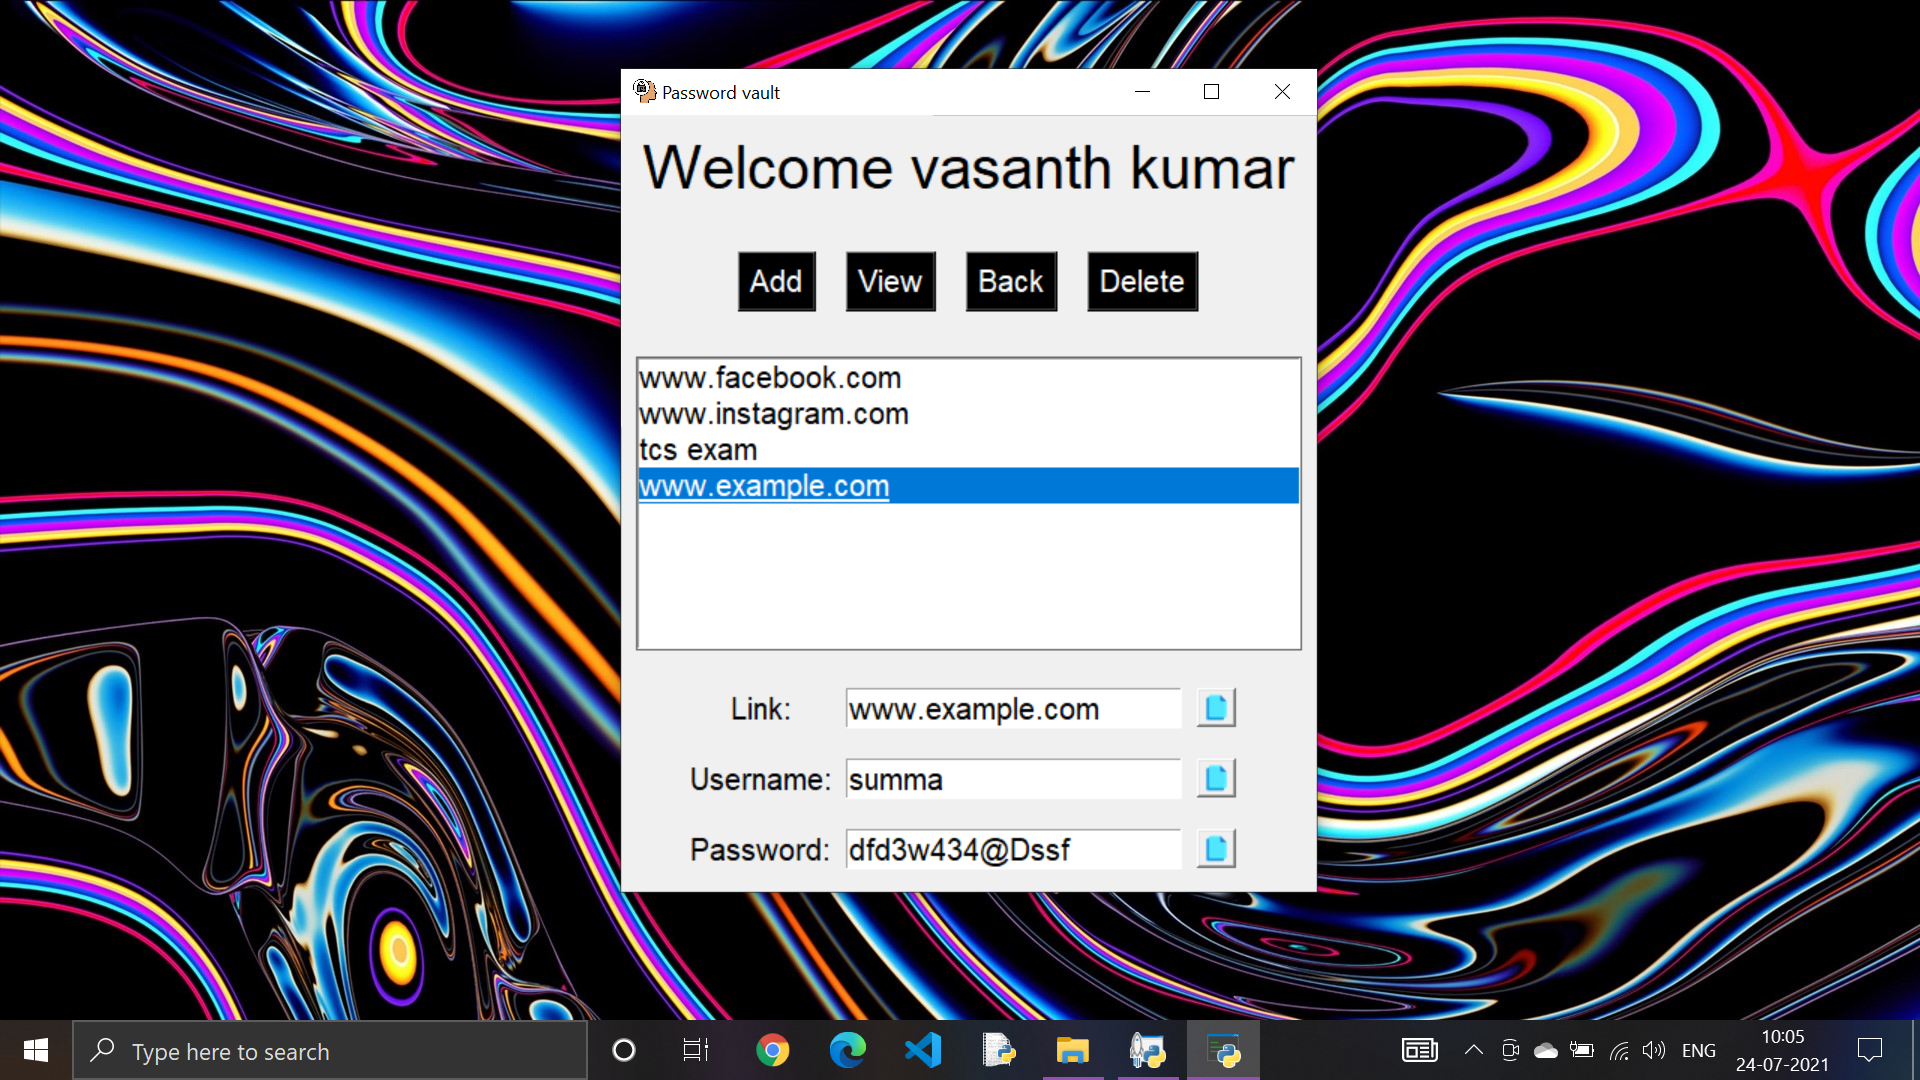 Password vault
Welcome vasanth kumar
Add View Back Delete
www.facebook.com
www.instagram.com
tcs exam
www.example.com
Link: www.example.com
Username: summa
Password: dfd3w434@Dssf
Type here to search
ENG
10:05
24-07-2021